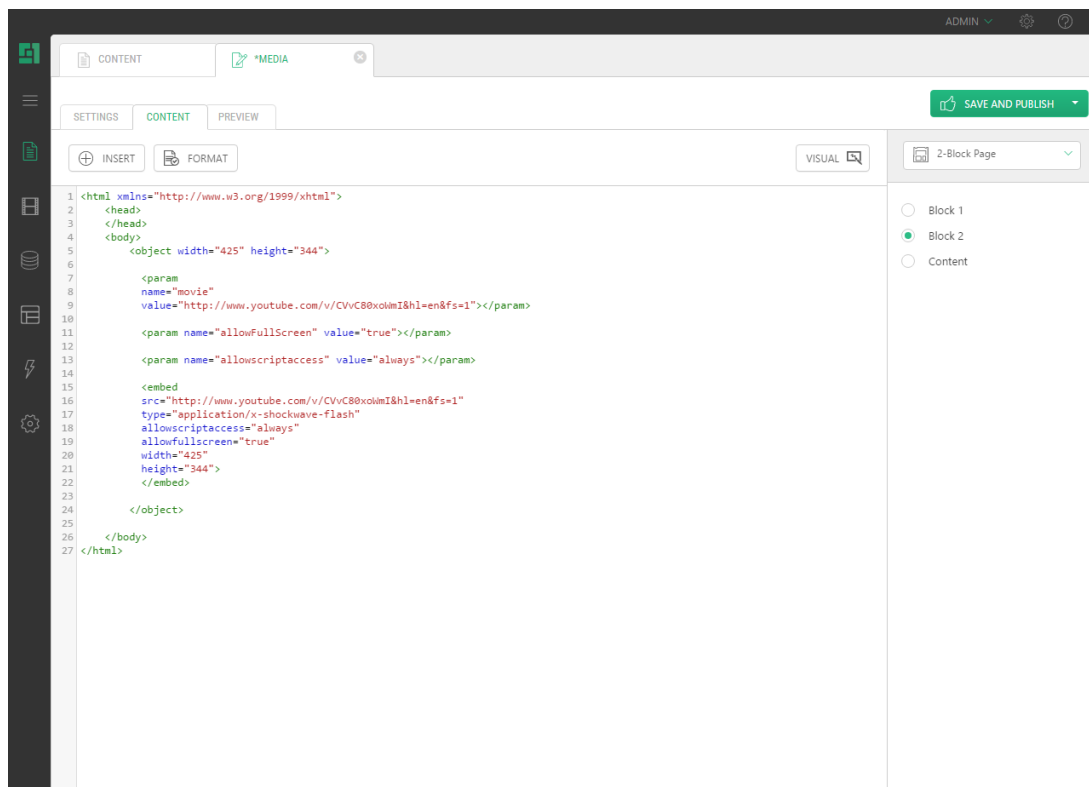 ADMIN
CONTENT
*MEDIA
SAVE AND PUBLISH
SETTINGS
CONTENT
PREVIEW
INSERT
FORMAT
VISUAL
2-Block Page
1 <html xmlns="http://www.w3.org/1999/xhtml">
2 <head>
3 </head>
4 <body>
5 <object width="425" height="344">
6
7 <param
8 name="movie"
9 value="http://www.youtube.com/v/CVvC80xoWmI&hl=en&fs=1"></param>
10
11 <param name="allowFullScreen" value="true"></param>
12
13 <param name="allowscriptaccess" value="always"></param>
14
15 <embed
16 src="http://www.youtube.com/v/CVvC80xoWmI&hl=en&fs=1"
17 type="application/x-shockwave-flash"
18 allowscriptaccess="always"
19 allowfullscreen="true"
20 width="425"
21 height="344">
22 </embed>
23
24 </object>
25
26 </body>
27 </html>
Block 1
Block 2
Content